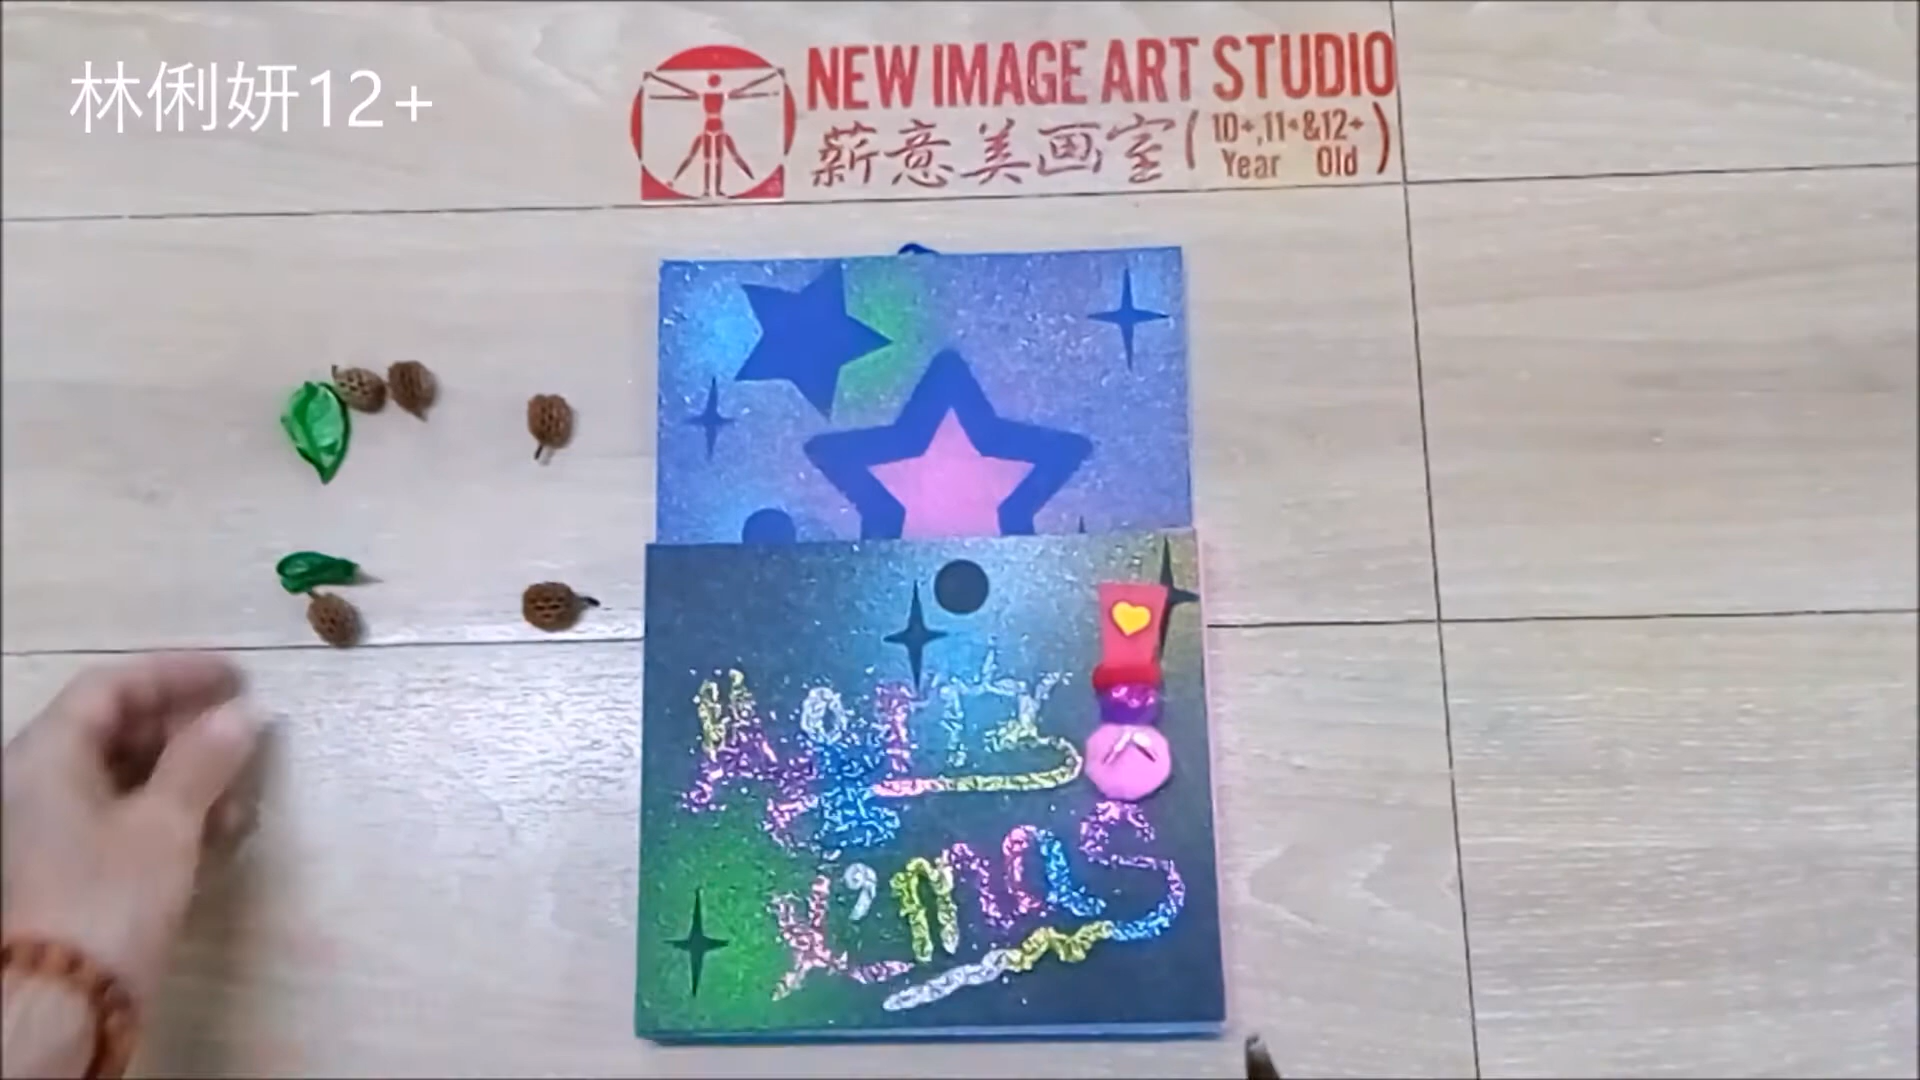 林俐妍12+
NEW IMAGE ART STUDIO
薪意美画室(10+,11+&12+ Year Old)
Merry
X'mas